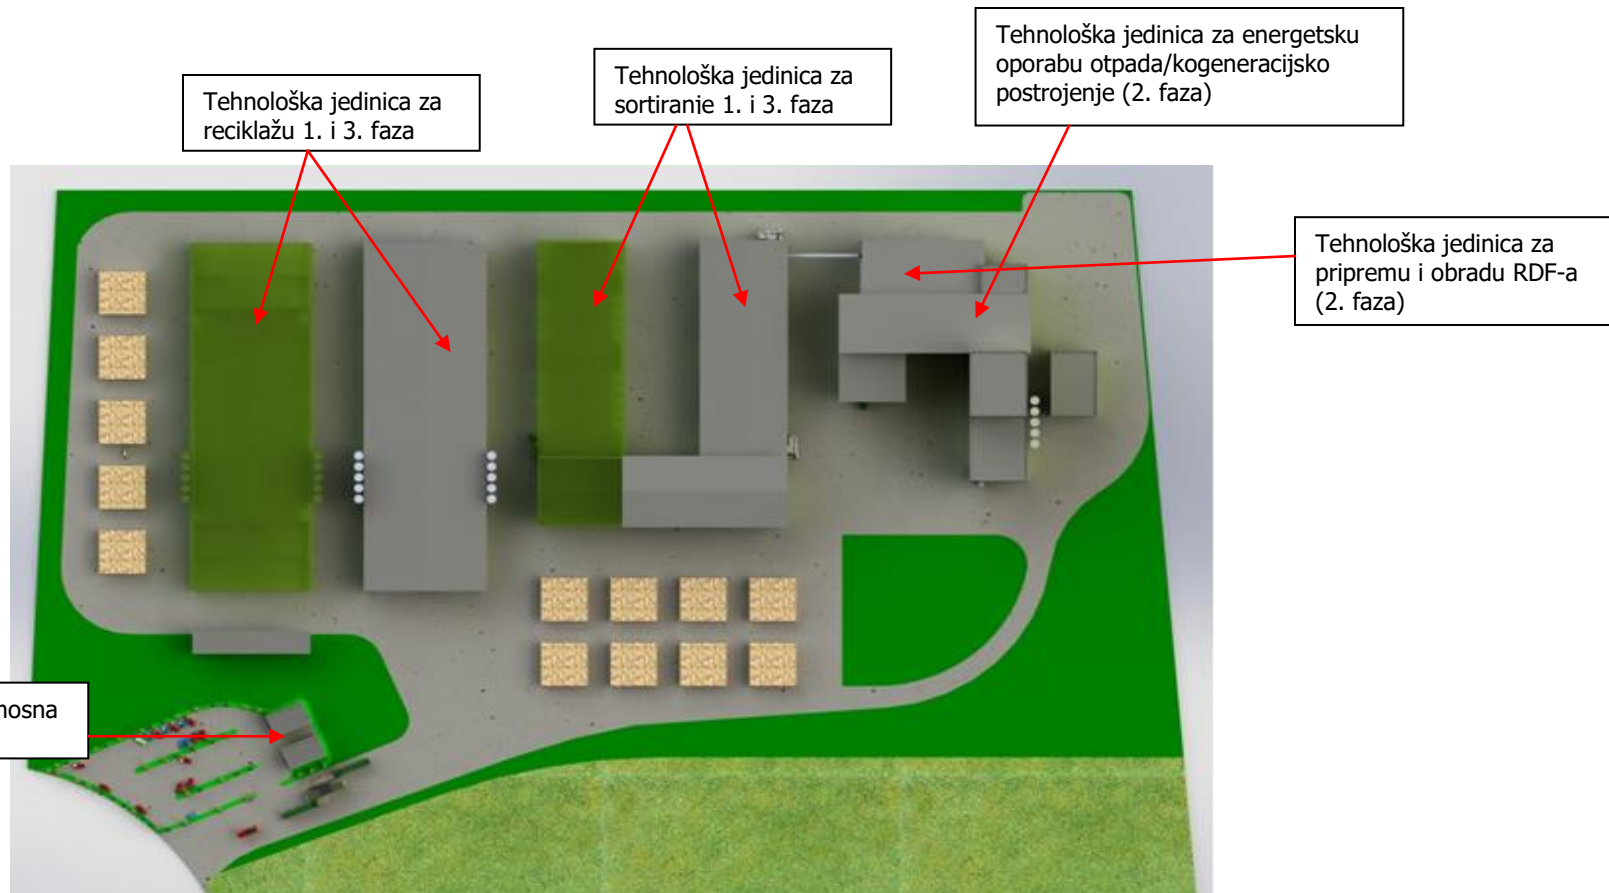 Tehnološka jedinica za energetsku
oporabu otpada/kogeneracijsko
postrojenje (2. faza)
Tehnološka jedinica za
sortiranje 1. i 3. faza
Tehnološka jedinica za
reciklažu 1. i 3. faza
Tehnološka jedinica za
pripremu i obradu RDF-a
(2. faza)